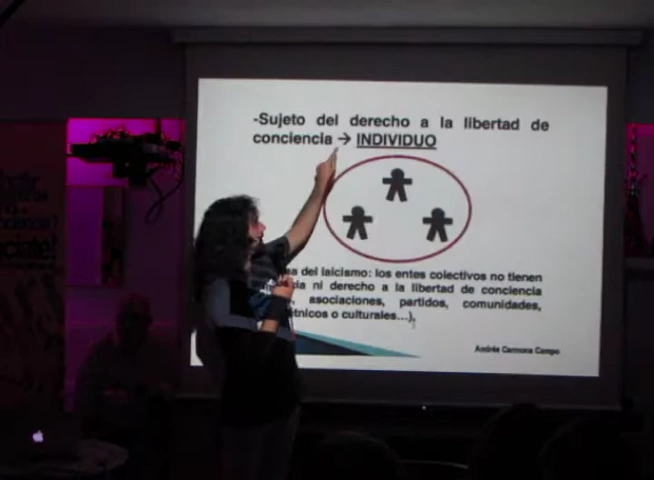 -Sujeto del derecho a la libertad de
conciencia → INDIVIDUO
del laicismo: los entes colectivos no tienen
ni derecho a la libertad de conciencia
asociaciones, partidos, comunidades,
o culturales...).
Andrés Carmona Campo
ciate!